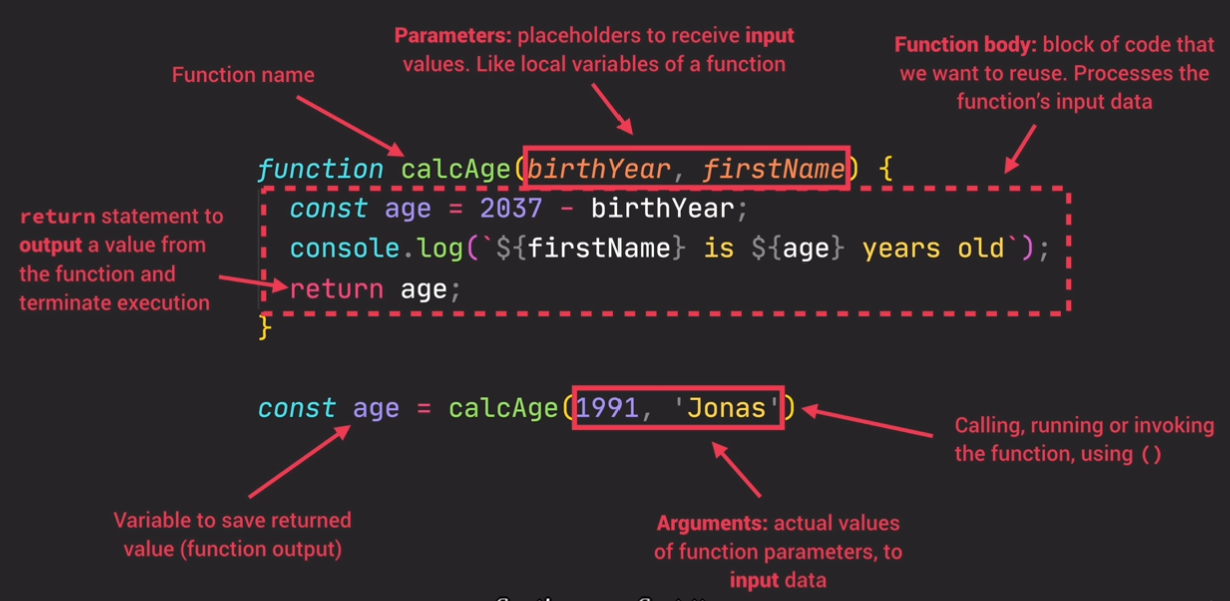 Parameters: placeholders to receive input
values. Like local variables of a function
Function name
Function body: block of code that
we want to reuse. Processes the
function's input data
function calcAge(birthYear, firstName) {
const age = 2037 - birthYear;
console.log(`${firstName} is ${age} years old`);
return age;
}
return statement to
output a value from
the function and
terminate execution
const age = calcAge(1991, 'Jonas')
Calling, running or invoking
the function, using ()
Variable to save returned
value (function output)
Arguments: actual values
of function parameters, to
input data